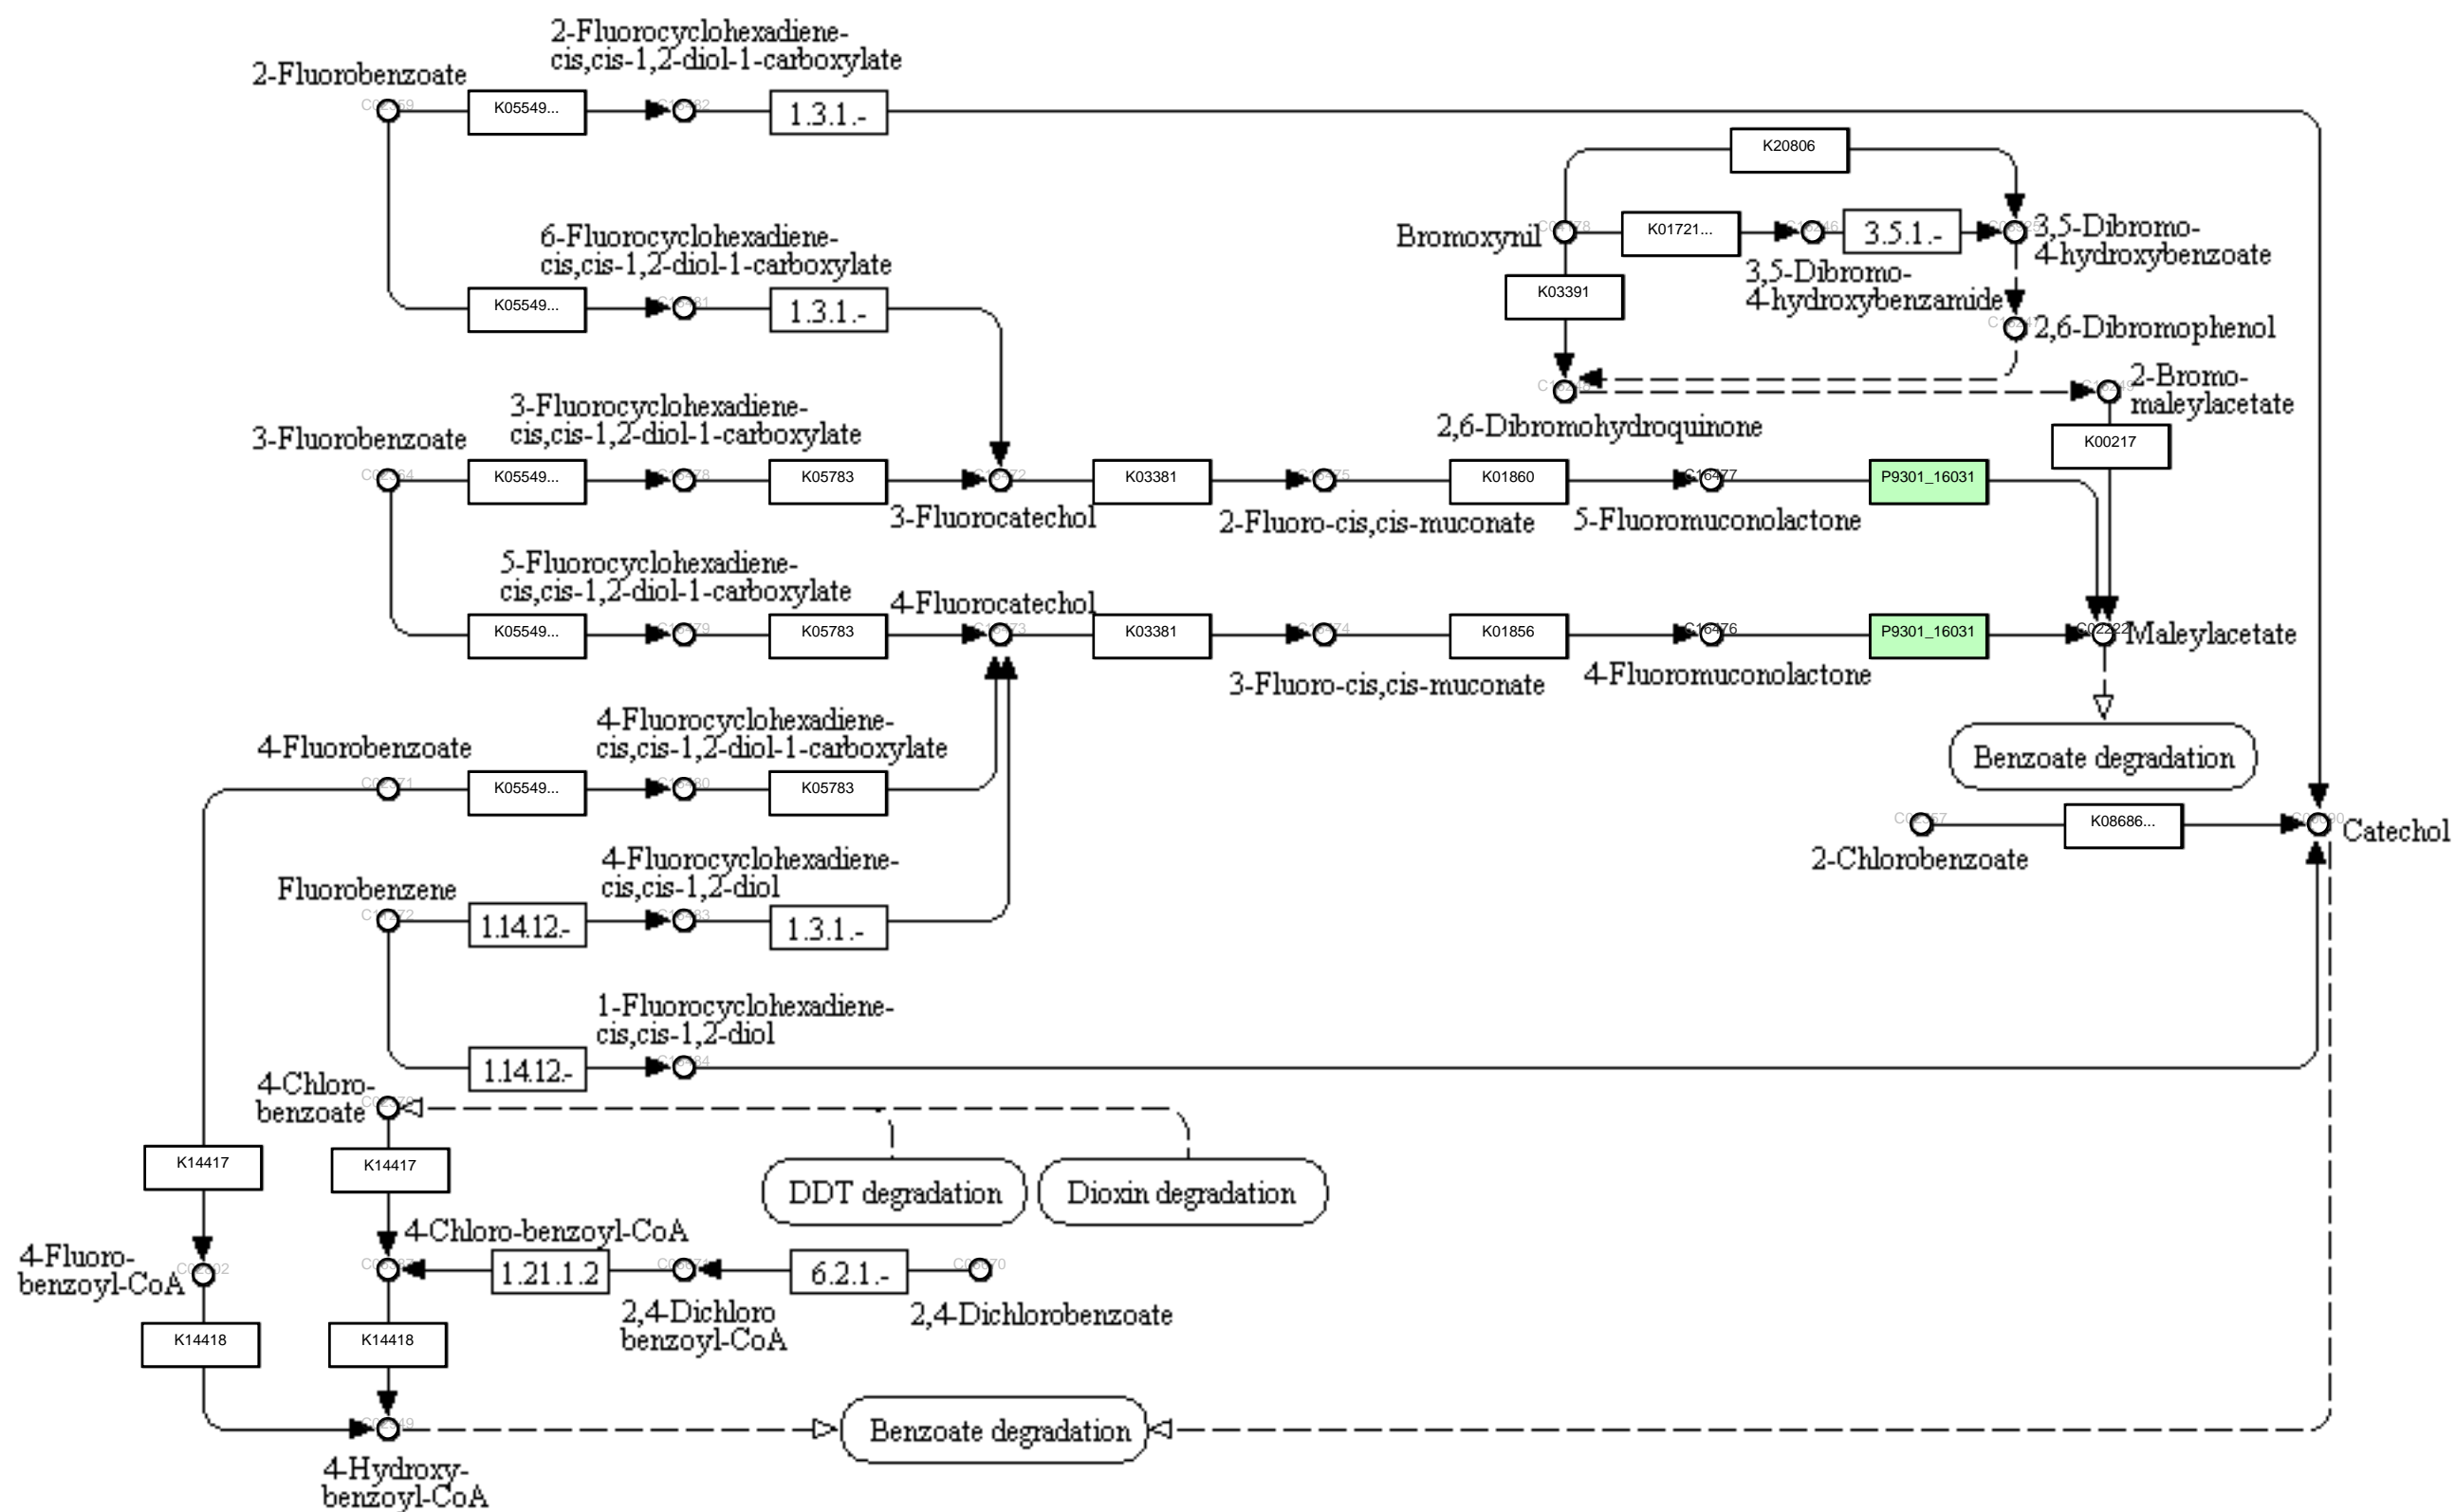 2-Fluorocyclohexadiene-
cis,cis-1,2-diol-1-carboxylate
2-Fluorobenzoate
K05549...
1.3.1.-
K20806
6-Fluorocyclohexadiene-
cis,cis-1,2-diol-1-carboxylate
K05549...
1.3.1.-
Bromoxynil
K01721...
3.5.1.-
3,5-Dibromo-
4-hydroxybenzoate
3,5-Dibromo-
4-hydroxybenzamide
K03391
2,6-Dibromophenol
2-Bromo-
maleylacetate
2,6-Dibromohydroquinone
K00217
3-Fluorocyclohexadiene-
cis,cis-1,2-diol-1-carboxylate
3-Fluorobenzoate
K05549...
K05783
3-Fluorocatechol
K03381
2-Fluoro-cis,cis-muconate
K01860
C16477
5-Fluoromuconolactone
P9301_16031
5-Fluorocyclohexadiene-
cis,cis-1,2-diol-1-carboxylate
4-Fluorocatechol
K05549...
K05783
K03381
3-Fluoro-cis,cis-muconate
K01856
C16476
4-Fluoromuconolactone
P9301_16031
C02222
Maleylacetate
Benzoate degradation
4-Fluorocyclohexadiene-
cis,cis-1,2-diol-1-carboxylate
4-Fluorobenzoate
K05549...
K05783
K08686...
Catechol
2-Chlorobenzoate
4-Fluorocyclohexadiene-
cis,cis-1,2-diol
Fluorobenzene
1.14.12.-
1.3.1.-
1-Fluorocyclohexadiene-
cis,cis-1,2-diol
1.14.12.-
4-Chloro-
benzoate
K14417
K14417
DDT degradation
Dioxin degradation
4-Chloro-benzoyl-CoA
4-Fluoro-
benzoyl-CoA
1.21.1.2
6.2.1.-
2,4-Dichloro
benzoyl-CoA
2,4-Dichlorobenzoate
K14418
K14418
Benzoate degradation
4-Hydroxy-
benzoyl-CoA